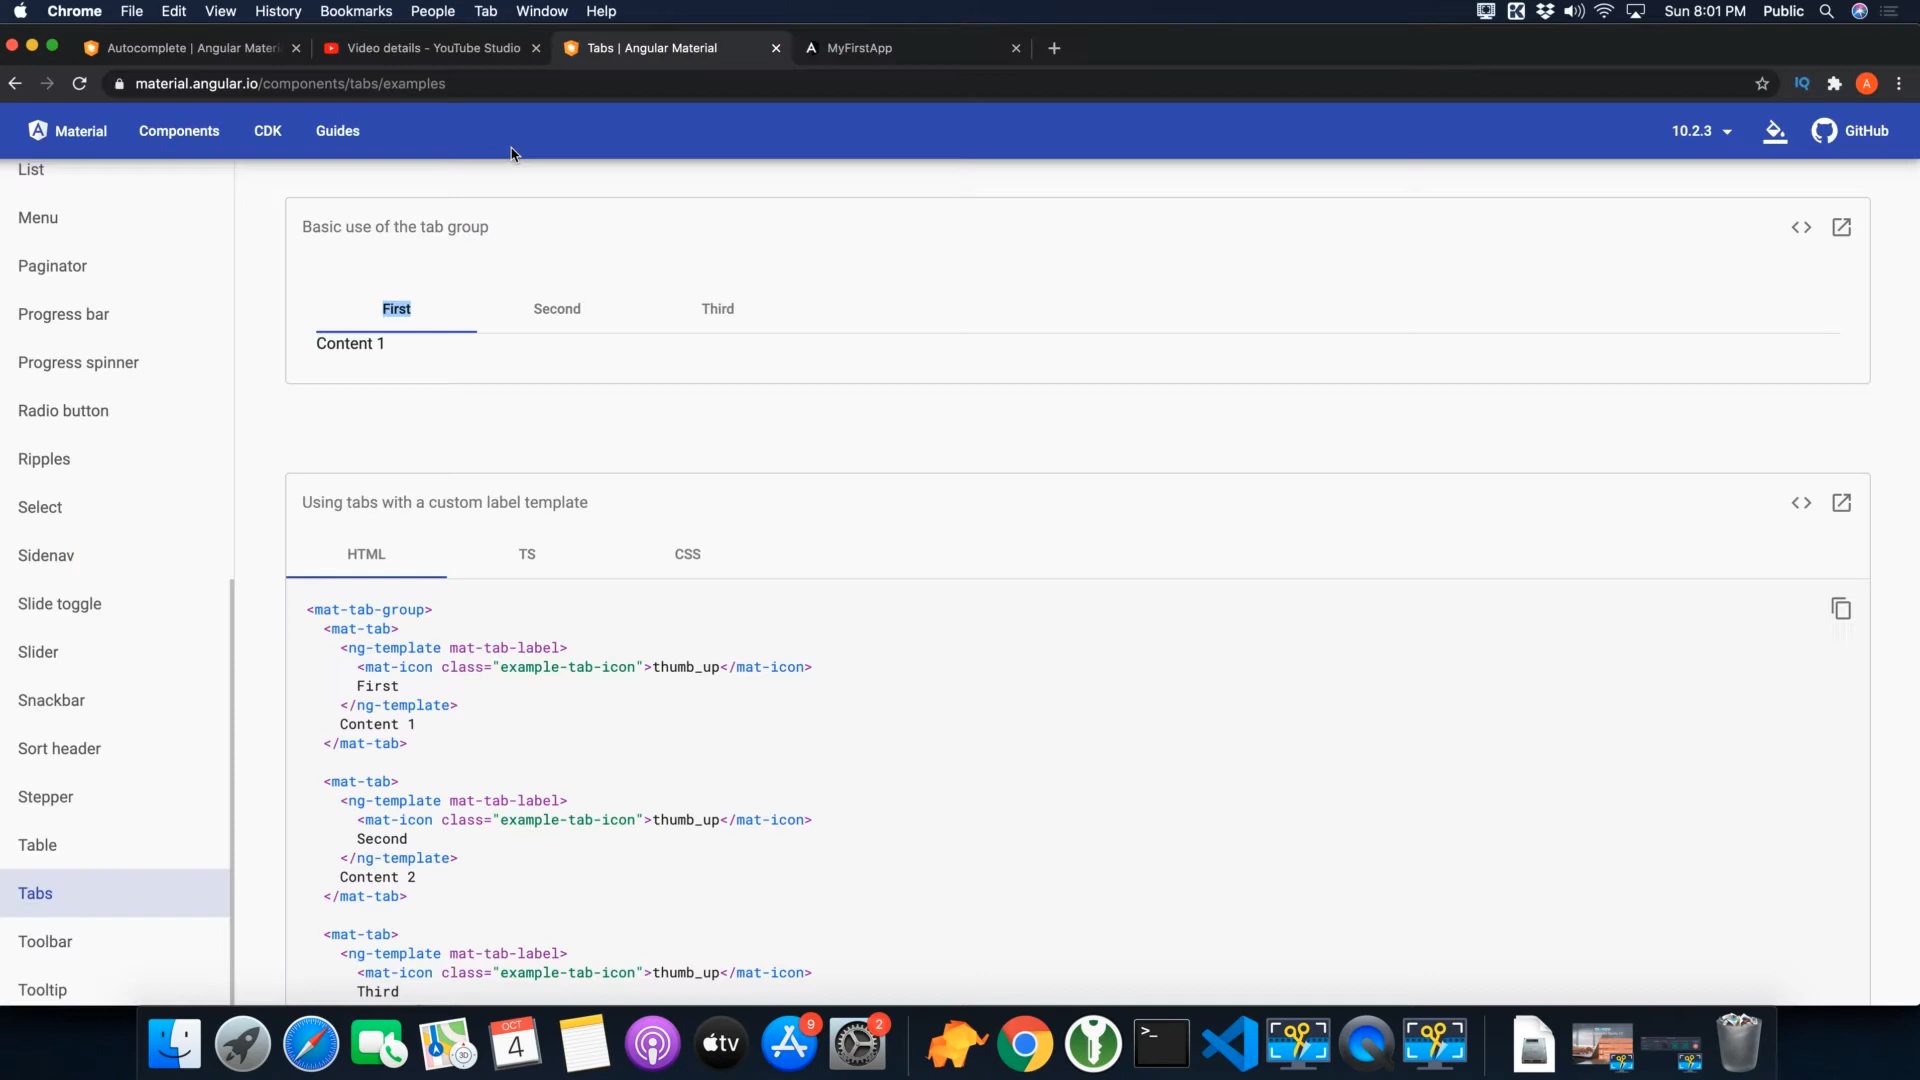 Chrome File Edit View History Bookmarks People Tab Window Help
Sun 8:01 PM Public
Autocomplete | Angular Materi
Video details - YouTube Studio
Tabs | Angular Material
MyFirstApp
material.angular.io/components/tabs/examples
IQ
A
Material Components CDK Guides
10.2.3
GitHub
List
Menu
Paginator
Progress bar
Progress spinner
Radio button
Ripples
Select
Sidenav
Slide toggle
Slider
Snackbar
Sort header
Stepper
Table
Tabs
Toolbar
Tooltip
Basic use of the tab group
First Second Third
Content 1
Using tabs with a custom label template
HTML TS CSS
<mat-tab-group>
<mat-tab>
<ng-template mat-tab-label>
<mat-icon class="example-tab-icon">thumb_up</mat-icon>
First
</ng-template>
Content 1
</mat-tab>
<mat-tab>
<ng-template mat-tab-label>
<mat-icon class="example-tab-icon">thumb_up</mat-icon>
Second
</ng-template>
Content 2
</mat-tab>
<mat-tab>
<ng-template mat-tab-label>
<mat-icon class="example-tab-icon">thumb_up</mat-icon>
Third
OCT
4
3D
tv
9
2
>_